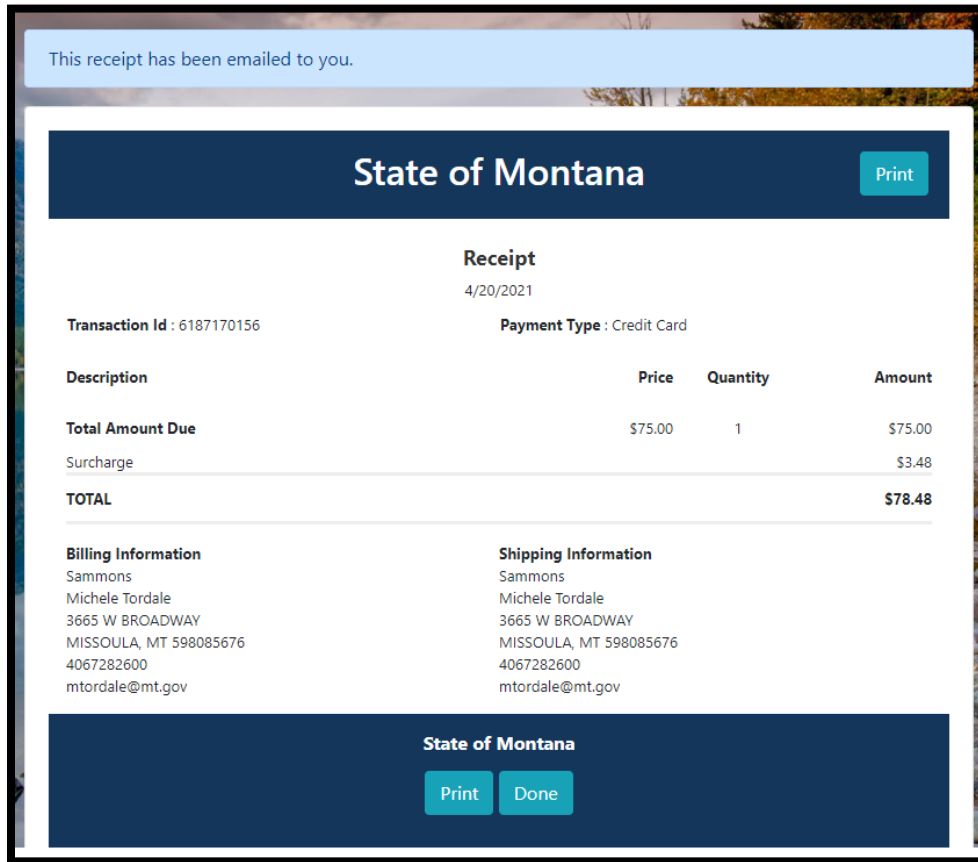 This receipt has been emailed to you.
State of Montana
Print
Receipt
4/20/2021
Transaction Id : 6187170156 Payment Type : Credit Card
Description Price Quantity Amount
Total Amount Due $75.00 1 $75.00
Surcharge $3.48
TOTAL $78.48
Billing Information
Sammons
Michele Tordale
3665 W BROADWAY
MISSOULA, MT 598085676
4067282600
mtordale@mt.gov
Shipping Information
Sammons
Michele Tordale
3665 W BROADWAY
MISSOULA, MT 598085676
4067282600
mtordale@mt.gov
State of Montana
Print Done